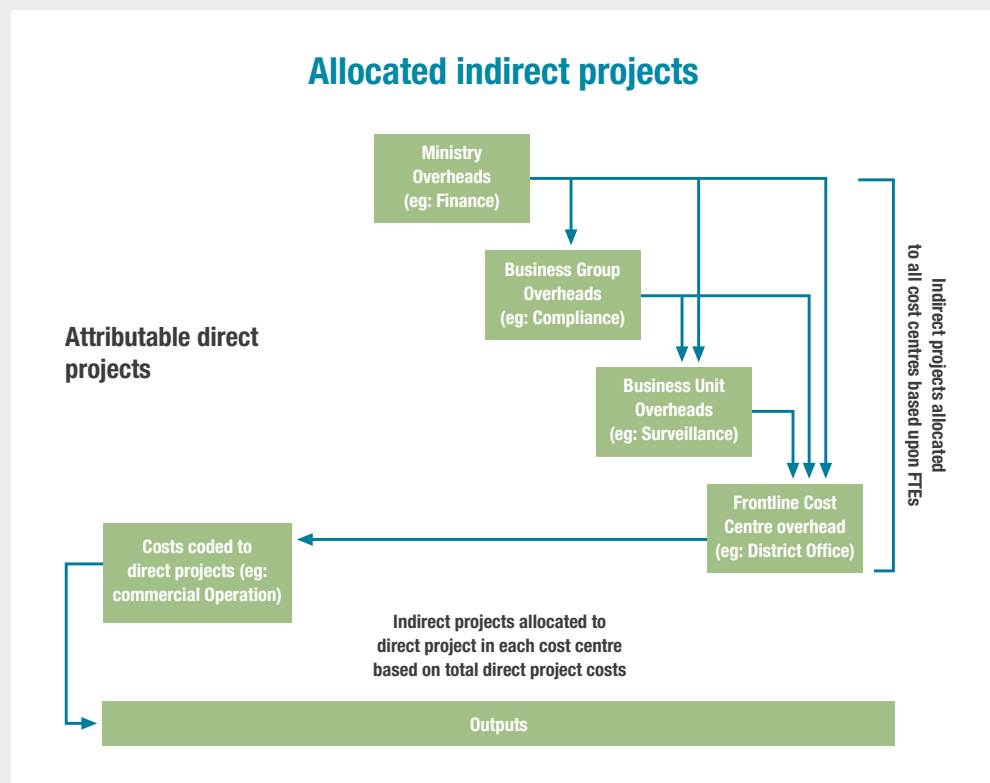 Allocated indirect projects
Ministry
Overheads
(eg: Finance)
Business Group
Overheads
(eg: Compliance)
Attributable direct
projects
Business Unit
Overheads
(eg: Surveillance)
Indirect projects allocated
to all cost centres based upon FTEs
Frontline Cost
Centre overhead
(eg: District Office)
Costs coded to
direct projects (eg:
commercial Operation)
Indirect projects allocated to
direct project in each cost centre
based on total direct project costs
Outputs